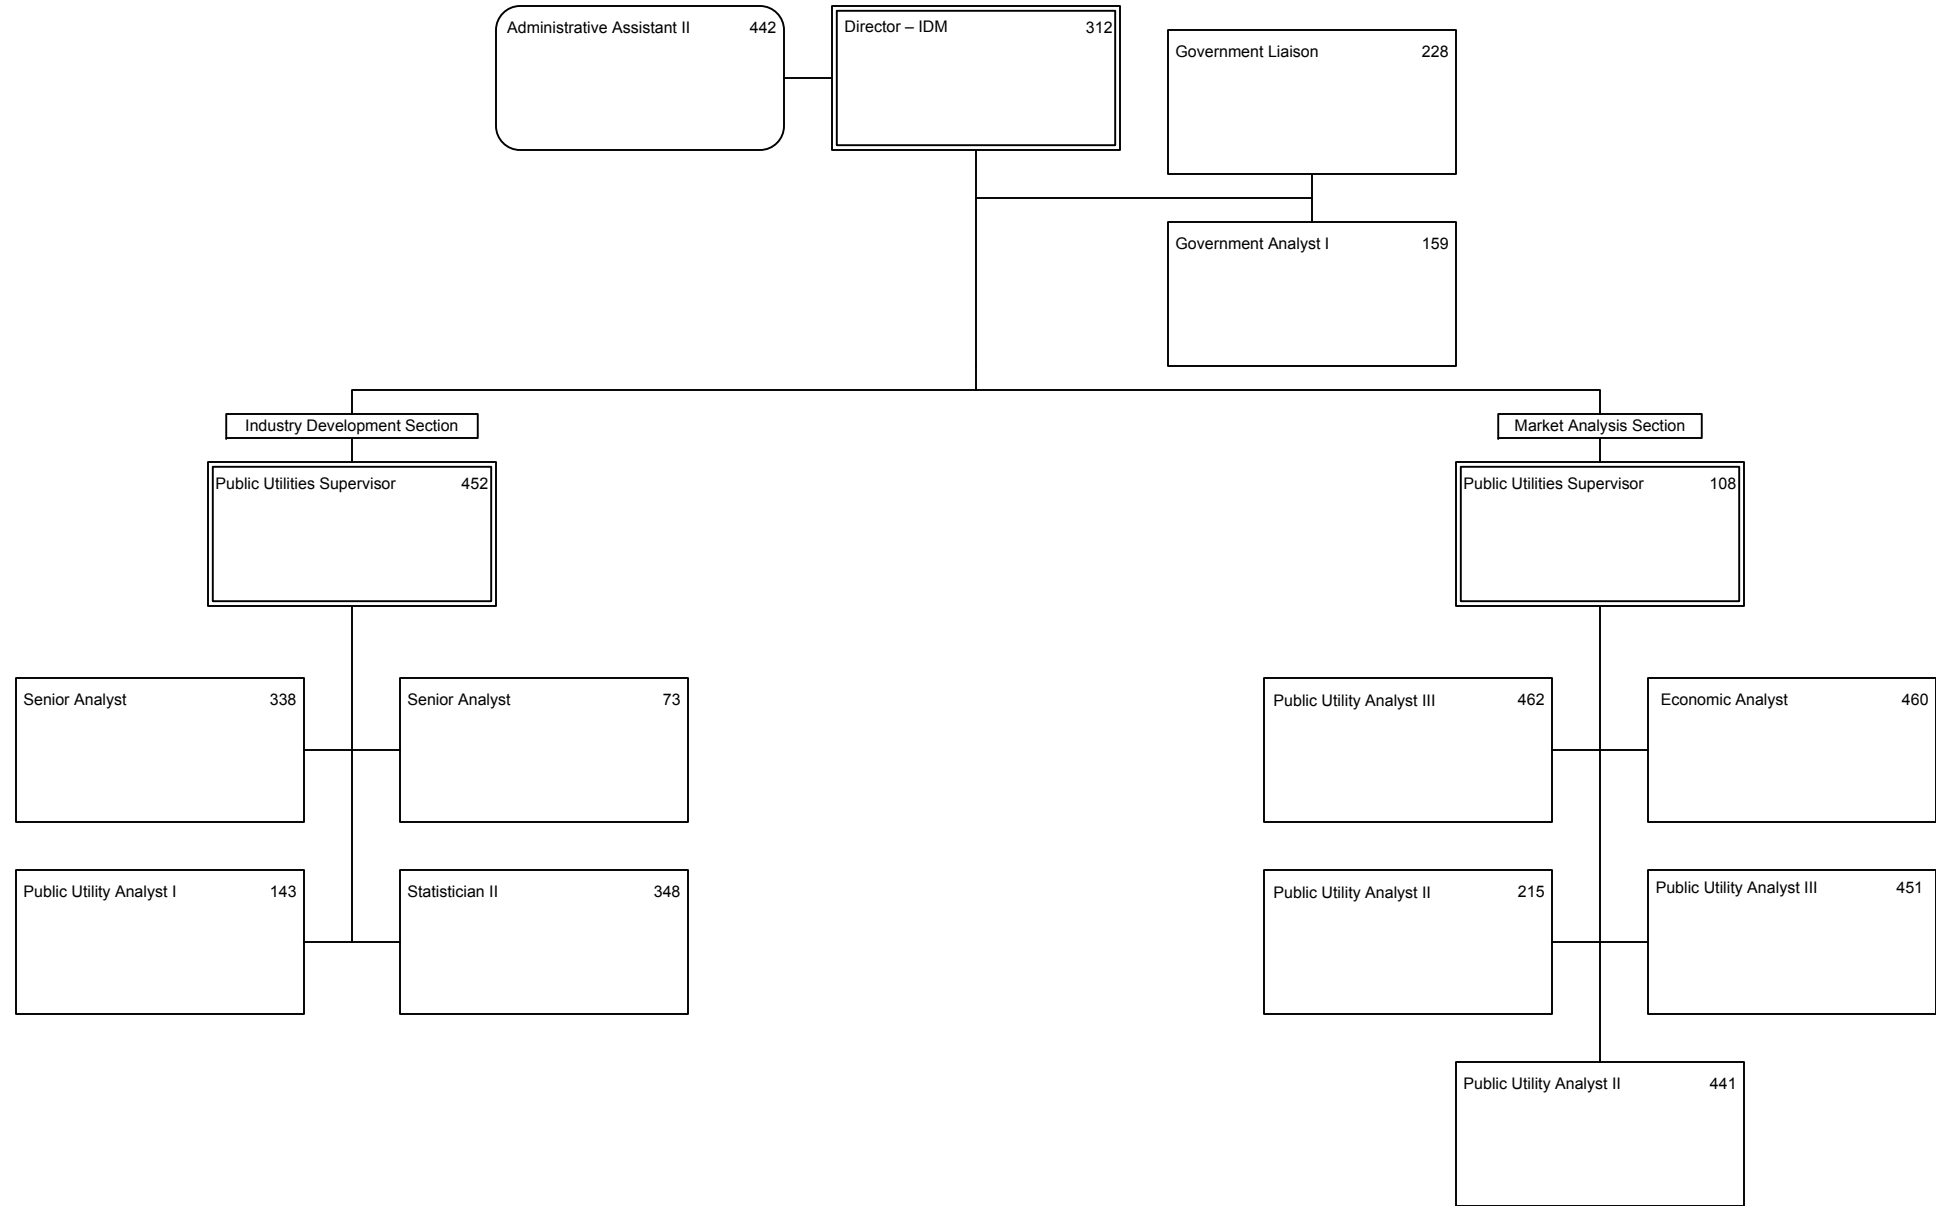 Administrative Assistant II 442
Director – IDM 312
Government Liaison 228
Government Analyst I 159
Industry Development Section
Market Analysis Section
Public Utilities Supervisor 452
Public Utilities Supervisor 108
Senior Analyst 338
Senior Analyst 73
Public Utility Analyst III 462
Economic Analyst 460
Public Utility Analyst I 143
Statistician II 348
Public Utility Analyst II 215
Public Utility Analyst III 451
Public Utility Analyst II 441